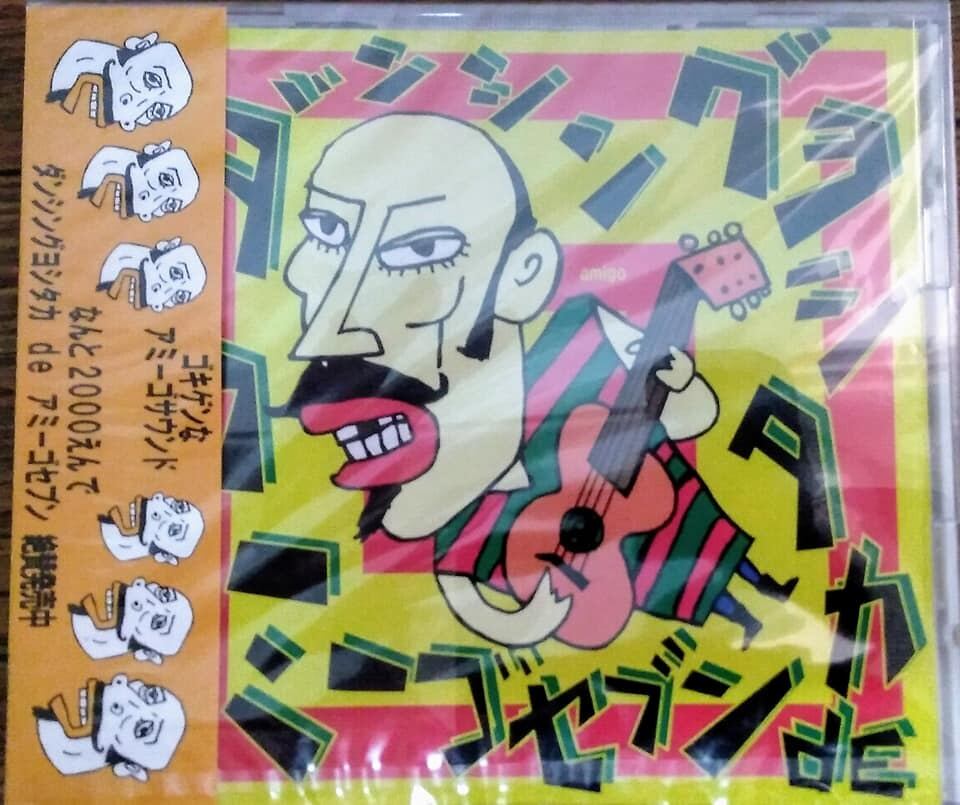 ダンシングヨシタカ
de
アミーゴセブン
amigo
ゴキゲンな
アミーゴサウンド
なんと2000えんで
ダンシングヨシタカ de アミーゴセブン 絶賛発売中